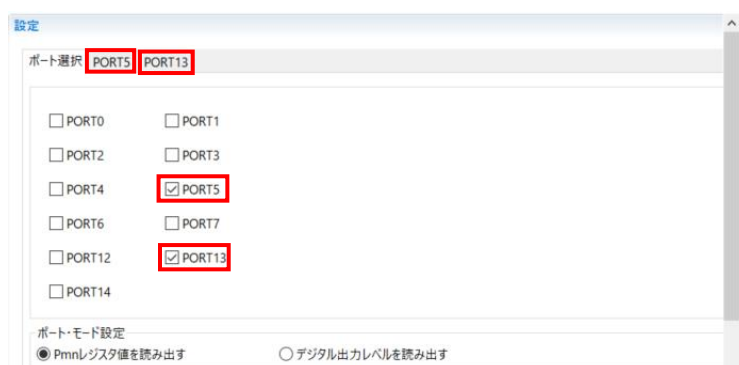 設定
ポート選択 PORT5 PORT13
PORT0 PORT1
PORT2 PORT3
PORT4 PORT5
PORT6 PORT7
PORT12 PORT13
PORT14
ポート・モード設定
Pmnレジスタ値を読み出す デジタル出力レベルを読み出す